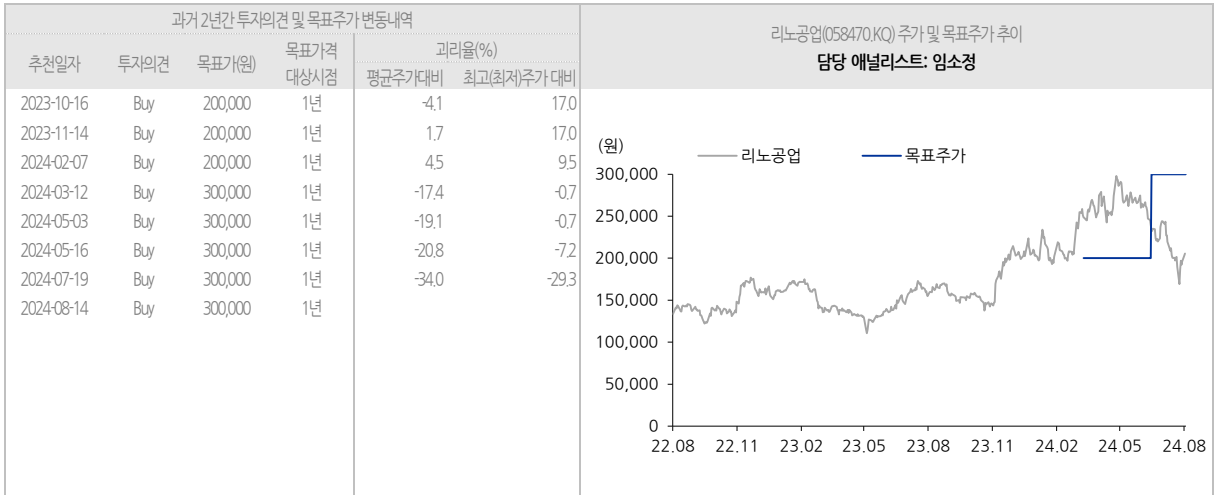 과거 2년간 투자의견 및 목표주가 변동내역
추천일자 투자의견 목표가(원) 목표가격 대상시점 괴리율(%)
평균주가대비 최고(최저)주가 대비
2023-10-16 Buy 200,000 1년 -4.1 17.0
2023-11-14 Buy 200,000 1년 1.7 17.0
2024-02-07 Buy 200,000 1년 4.5 9.5
2024-03-12 Buy 300,000 1년 -17.4 -0.7
2024-05-03 Buy 300,000 1년 -19.1 -0.7
2024-05-16 Buy 300,000 1년 -20.8 -7.2
2024-07-19 Buy 300,000 1년 -34.0 -29.3
2024-08-14 Buy 300,000 1년
리노공업(058470.KQ) 주가 및 목표주가 추이
담당 애널리스트: 임소정
(원)
리노공업 목표주가
300,000
250,000
200,000
150,000
100,000
50,000
0
22.08 22.11 23.02 23.05 23.08 23.11 24.02 24.05 24.08